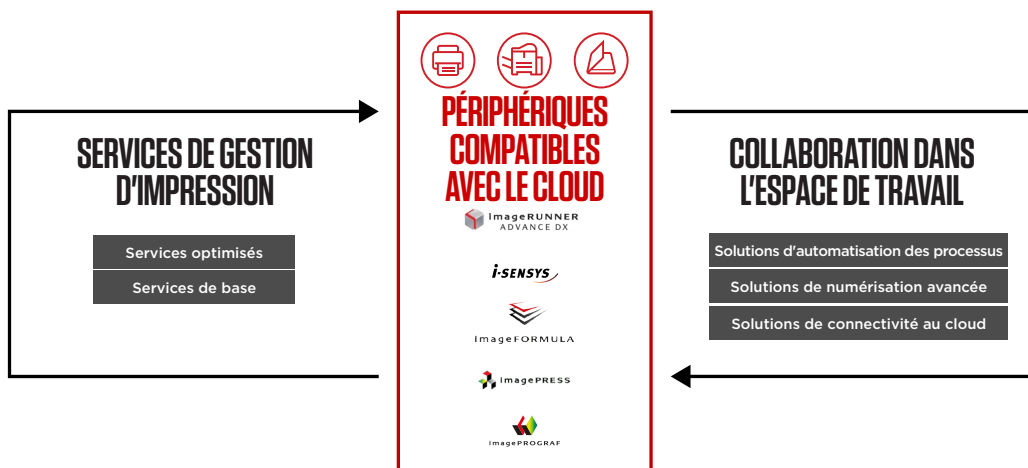 SERVICES DE GESTION
D'IMPRESSION
Services optimisés
Services de base
PÉRIPHÉRIQUES
COMPATIBLES
AVEC LE CLOUD
imageRUNNER
ADVANCE DX
i-SENSYS
imageFORMULA
imagePRESS
imagePROGRAF
COLLABORATION DANS
L'ESPACE DE TRAVAIL
Solutions d'automatisation des processus
Solutions de numérisation avancée
Solutions de connectivité au cloud